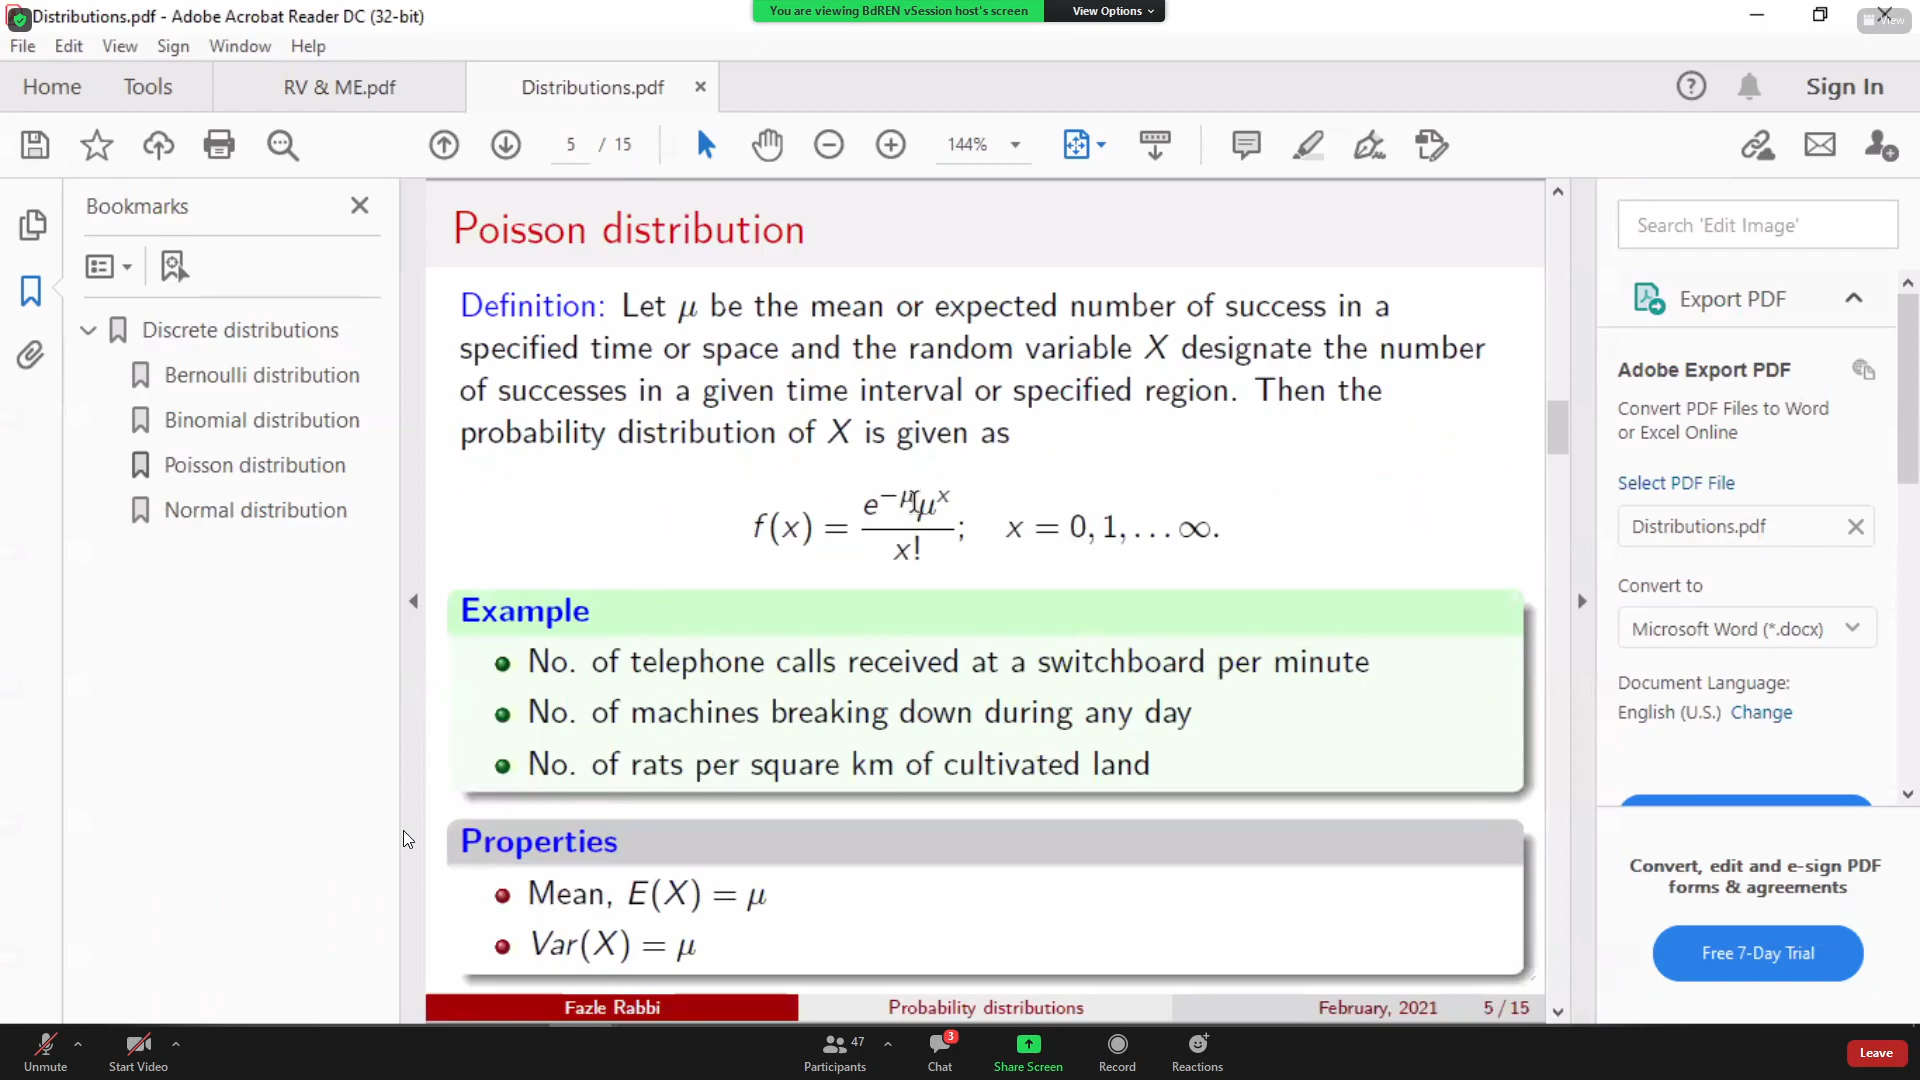 Distributions.pdf - Adobe Acrobat Reader DC (32-bit)
You are viewing BdREN vSession host's screen
View Options
View
File Edit View Sign Window Help
Home Tools RV & ME.pdf Distributions.pdf Sign In
5 / 15 144%
Bookmarks
Discrete distributions
Bernoulli distribution
Binomial distribution
Poisson distribution
Normal distribution
Poisson distribution
Definition: Let μ be the mean or expected number of success in a
specified time or space and the random variable X designate the number
of successes in a given time interval or specified region. Then the
probability distribution of X is given as
f(x) = e^{−μ}μ^x / x!; x = 0, 1, . . . ∞.
Example
No. of telephone calls received at a switchboard per minute
No. of machines breaking down during any day
No. of rats per square km of cultivated land
Properties
Mean, E(X) = μ
Var(X) = μ
Fazle Rabbi Probability distributions February, 2021 5 / 15
Search 'Edit Image'
Export PDF
Adobe Export PDF
Convert PDF Files to Word
or Excel Online
Select PDF File
Distributions.pdf
Convert to
Microsoft Word (*.docx)
Document Language:
English (U.S.) Change
Convert, edit and e-sign PDF
forms & agreements
Free 7-Day Trial
Unmute Start Video Participants 47 Chat 3 Share Screen Record Reactions Leave